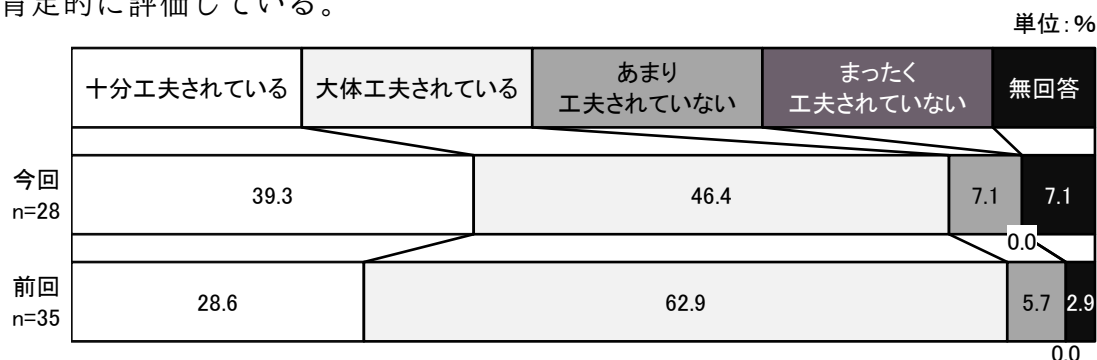 肯定的に評価している。
単位:%
十分工夫されている 大体工夫されている あまり 工夫されていない まったく 工夫されていない 無回答
今回
n=28
39.3 46.4 7.1 7.1
0.0
前回
n=35
28.6 62.9 5.7 2.9
0.0